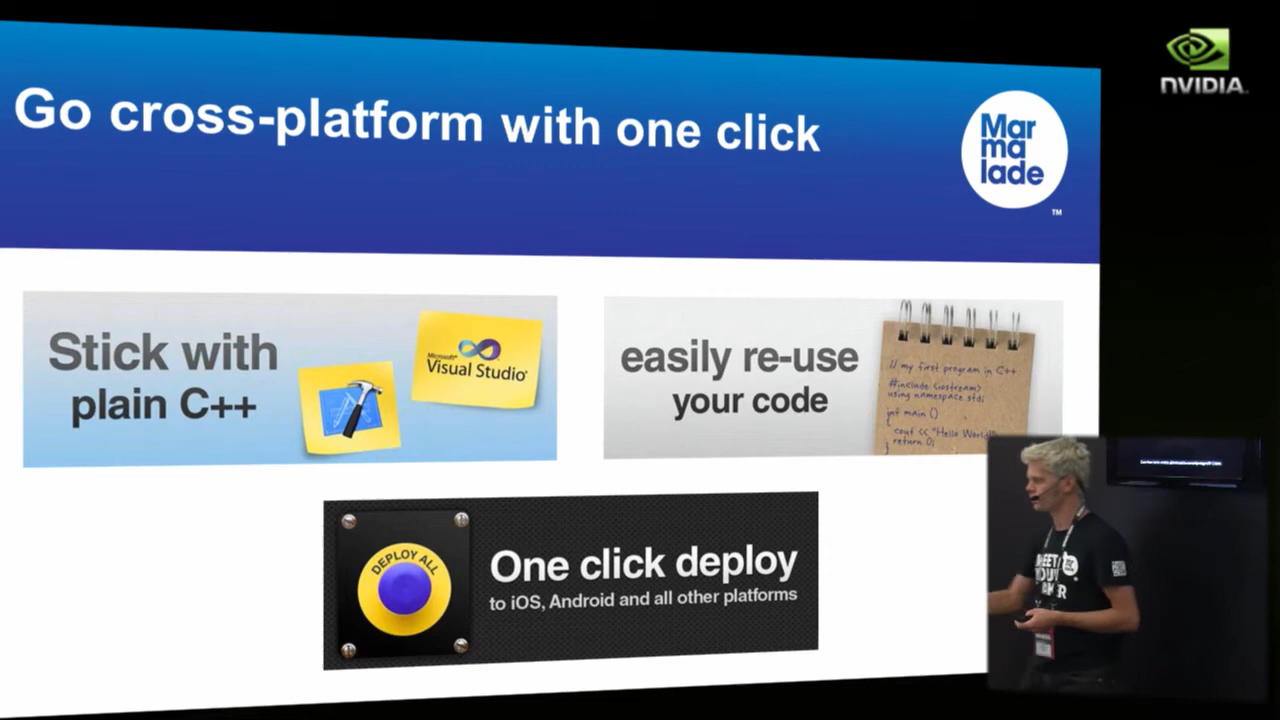 Go cross-platform with one click
Mar
ma
lade
TM
NVIDIA
Stick with
plain C++
Microsoft
Visual Studio
easily re-use
your code
// my first program in C++
#include <iostream>
using namespace std;
int main ()
{
cout << "Hello World!
return 0;
}
DEPLOY ALL
One click deploy
to iOS, Android and all other platforms